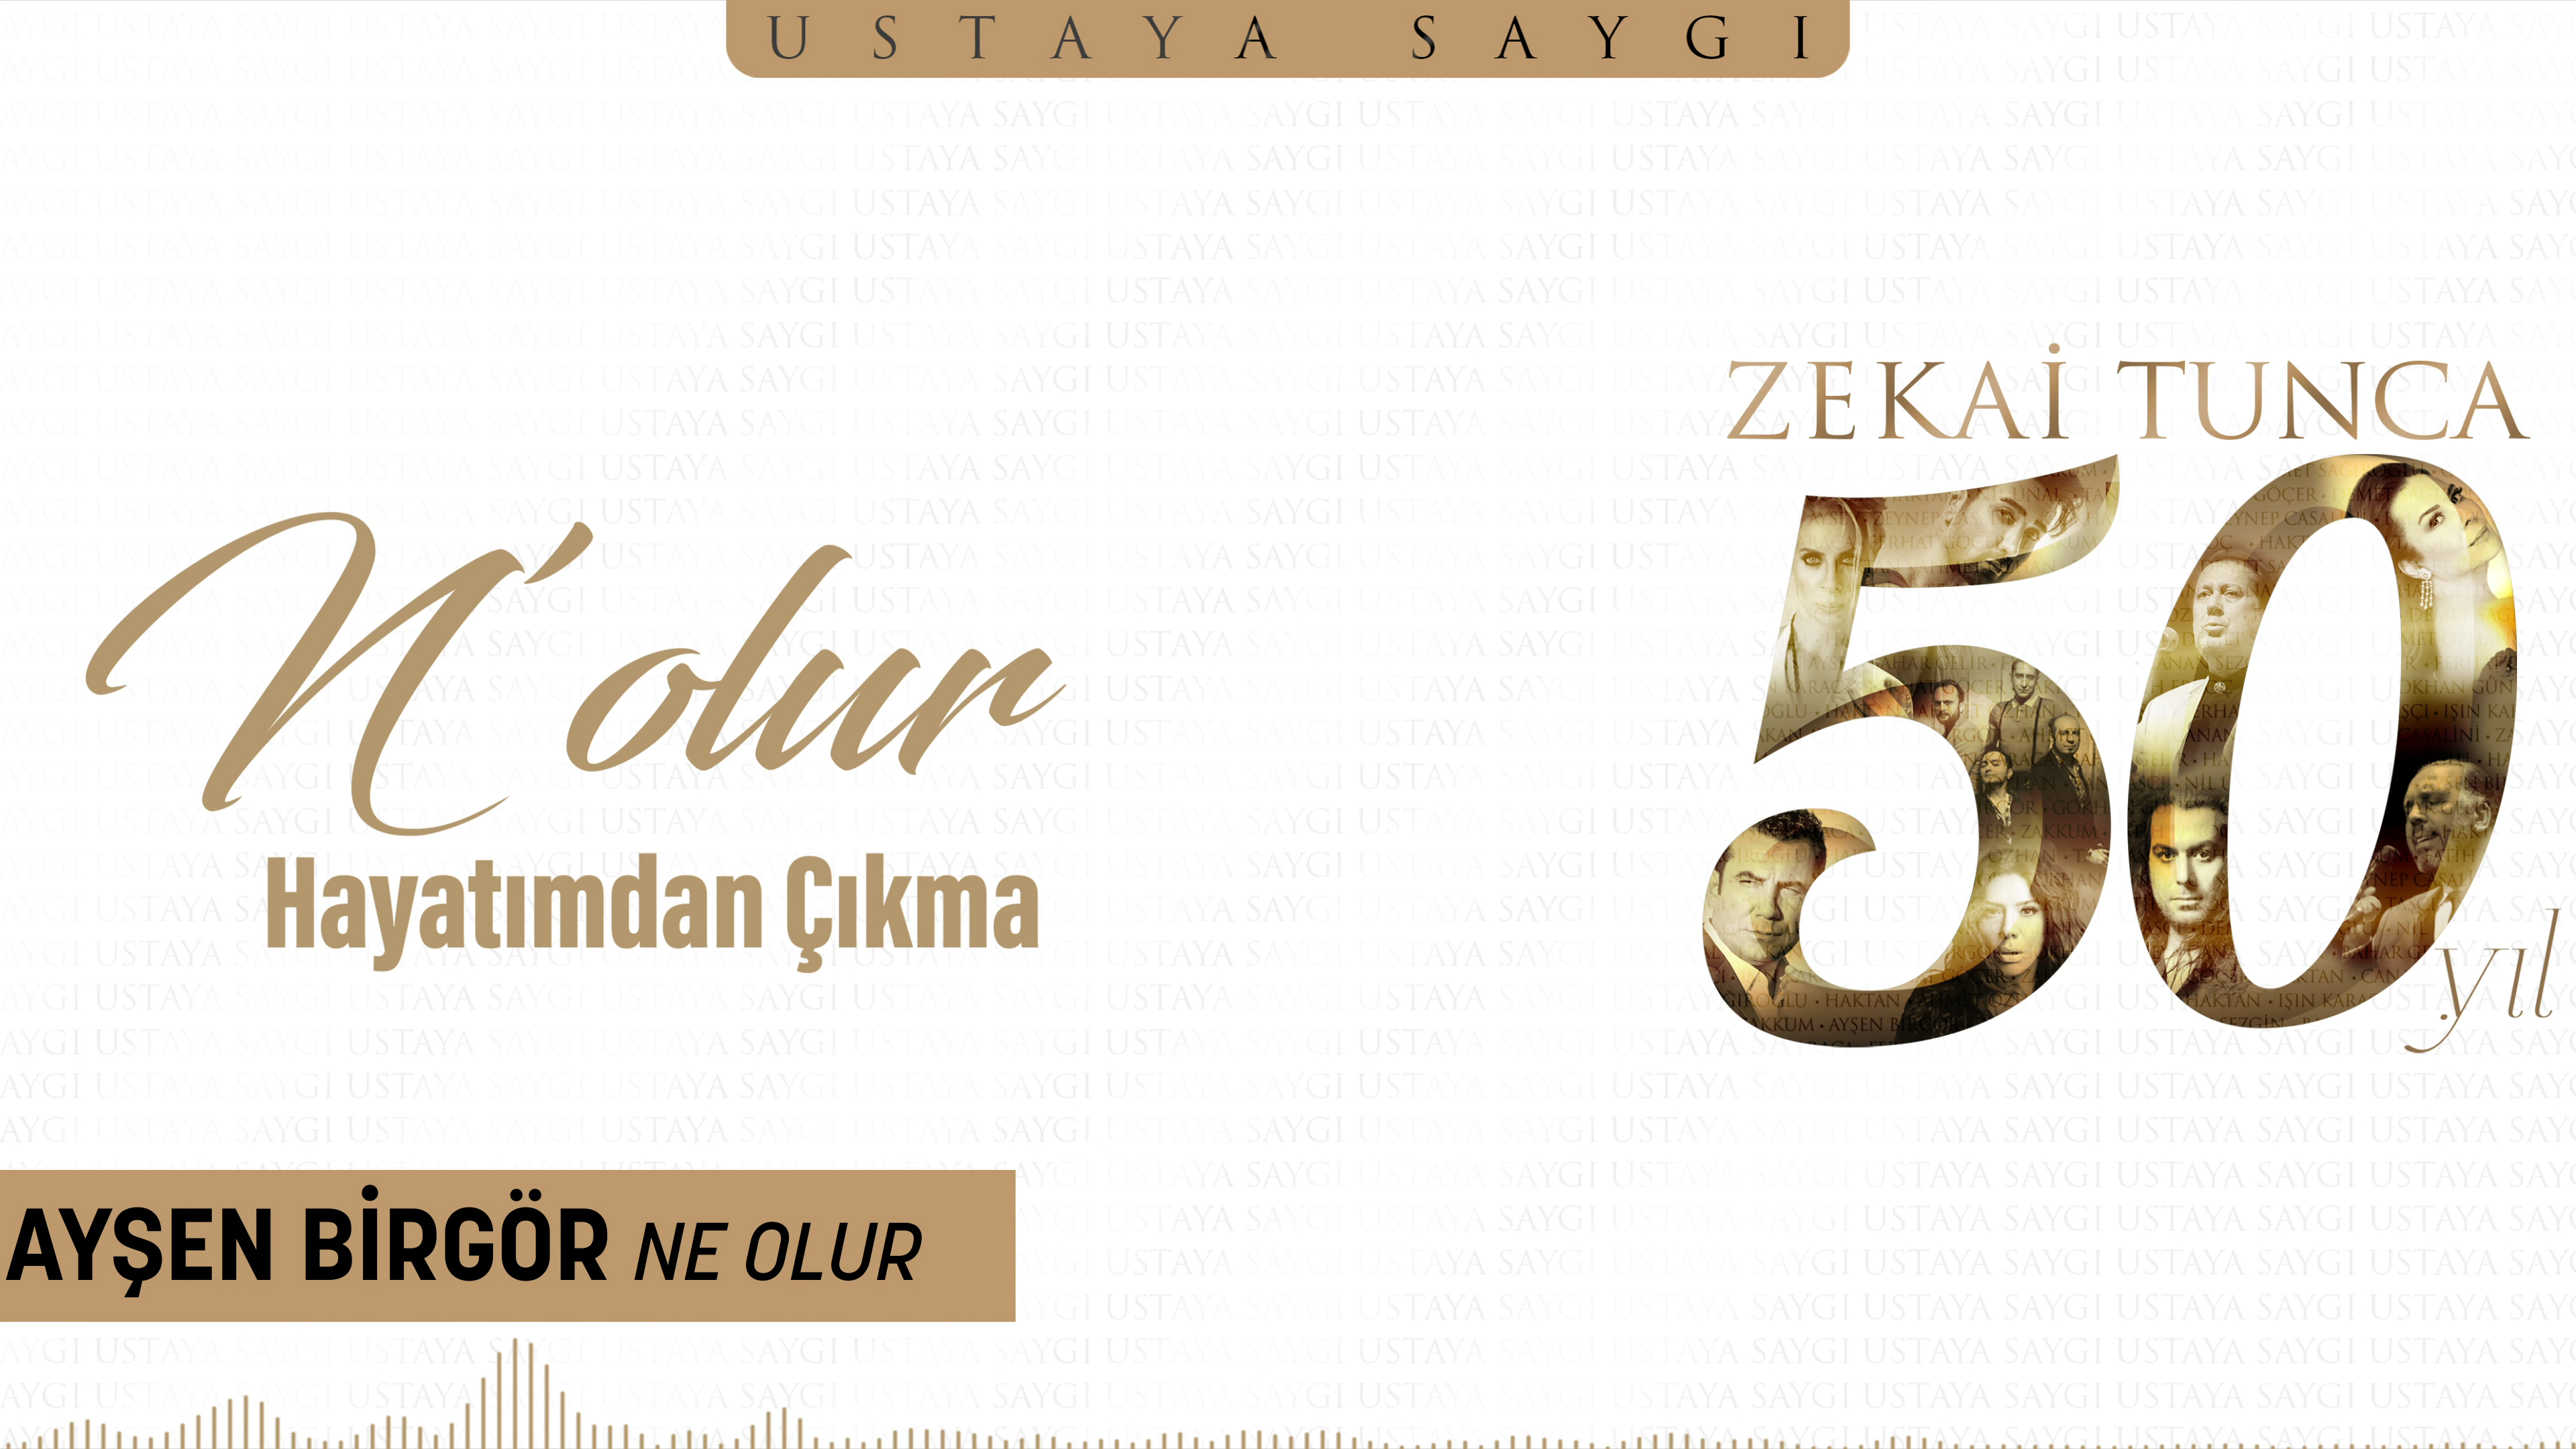 USTAYA SAYGI
ZEKAİ TUNCA
50
yıl
N'olur
Hayatımdan Çıkma
AYŞEN BİRGÖR NE OLUR